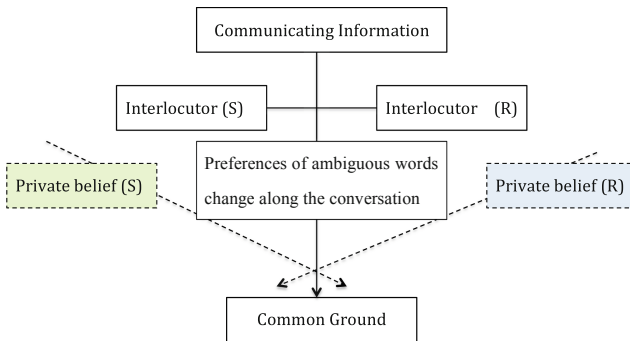 Communicating Information
Interlocutor (S)
Interlocutor (R)
Preferences of ambiguous words
change along the conversation
Private belief (S)
Private belief (R)
Common Ground